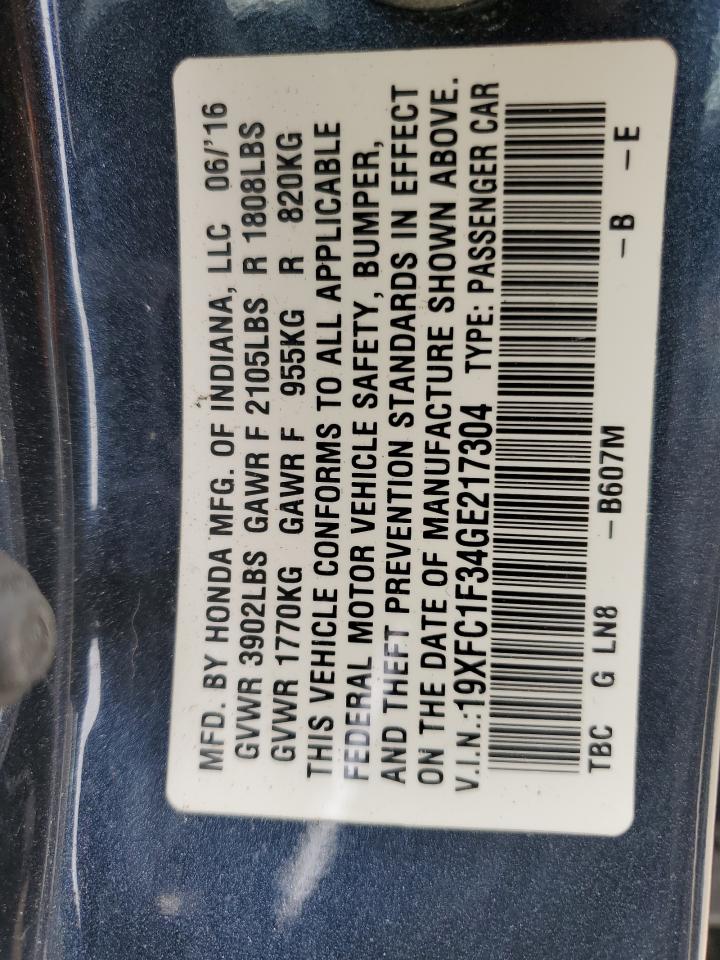 MFD. BY HONDA MFG. OF INDIANA, LLC 06/'16
GVWR 3902LBS GAWR F 2105LBS R 1808LBS
GVWR 1770KG GAWR F 955KG R 820KG
THIS VEHICLE CONFORMS TO ALL APPLICABLE
FEDERAL MOTOR VEHICLE SAFETY, BUMPER,
AND THEFT PREVENTION STANDARDS IN EFFECT
ON THE DATE OF MANUFACTURE SHOWN ABOVE.
V.I.N.:19XFC1F34GE217304 TYPE: PASSENGER CAR
TBC G LN8 -B607M -B -E